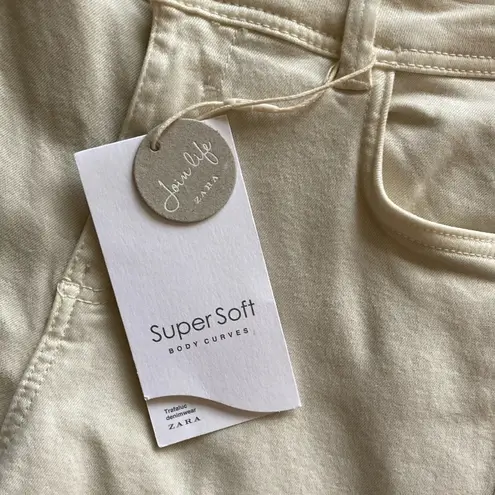 Join life
ZARA
Super Soft
BODY CURVES
Trafaluc
denimwear
ZARA